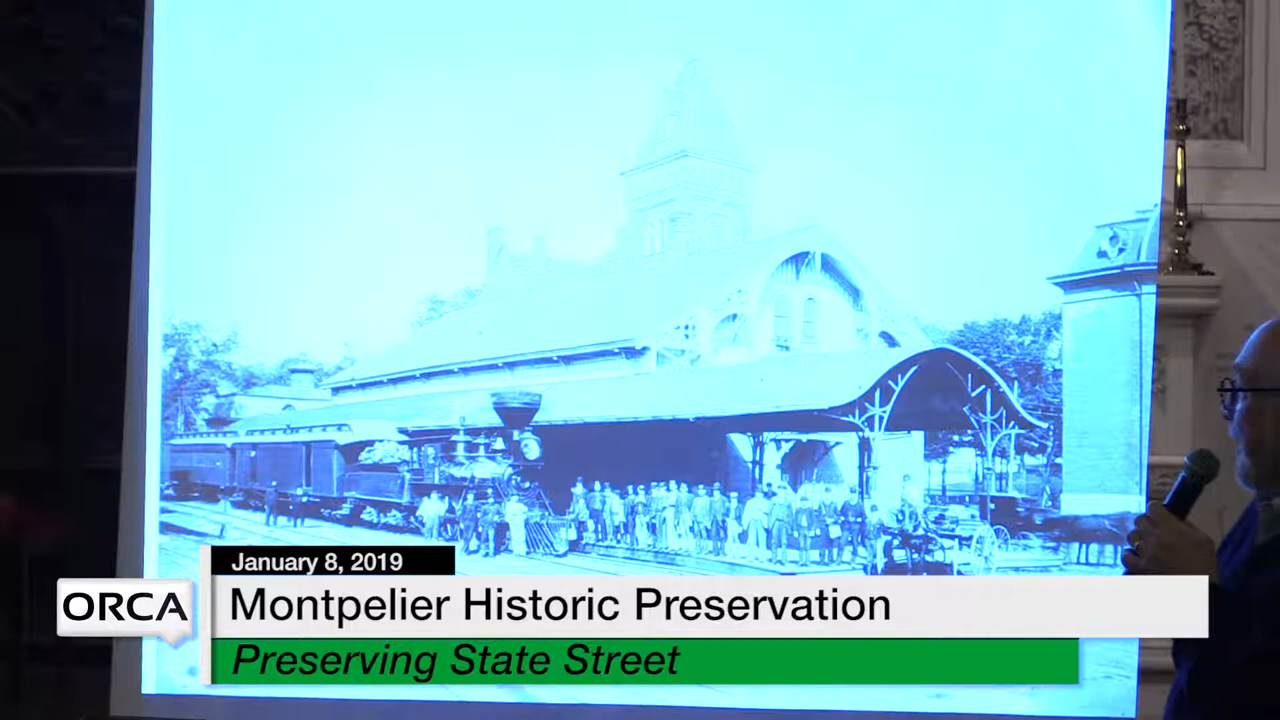 January 8, 2019
ORCA
Montpelier Historic Preservation
Preserving State Street